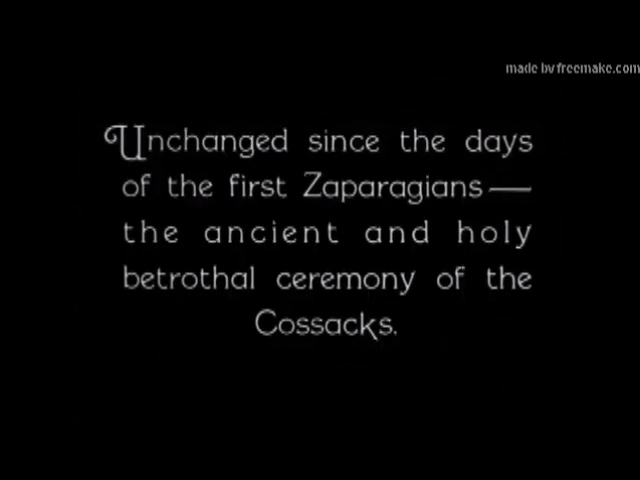 made by freemake.com
Unchanged since the days
of the first Zaparagians—
the ancient and holy
betrothal ceremony of the
Cossacks.